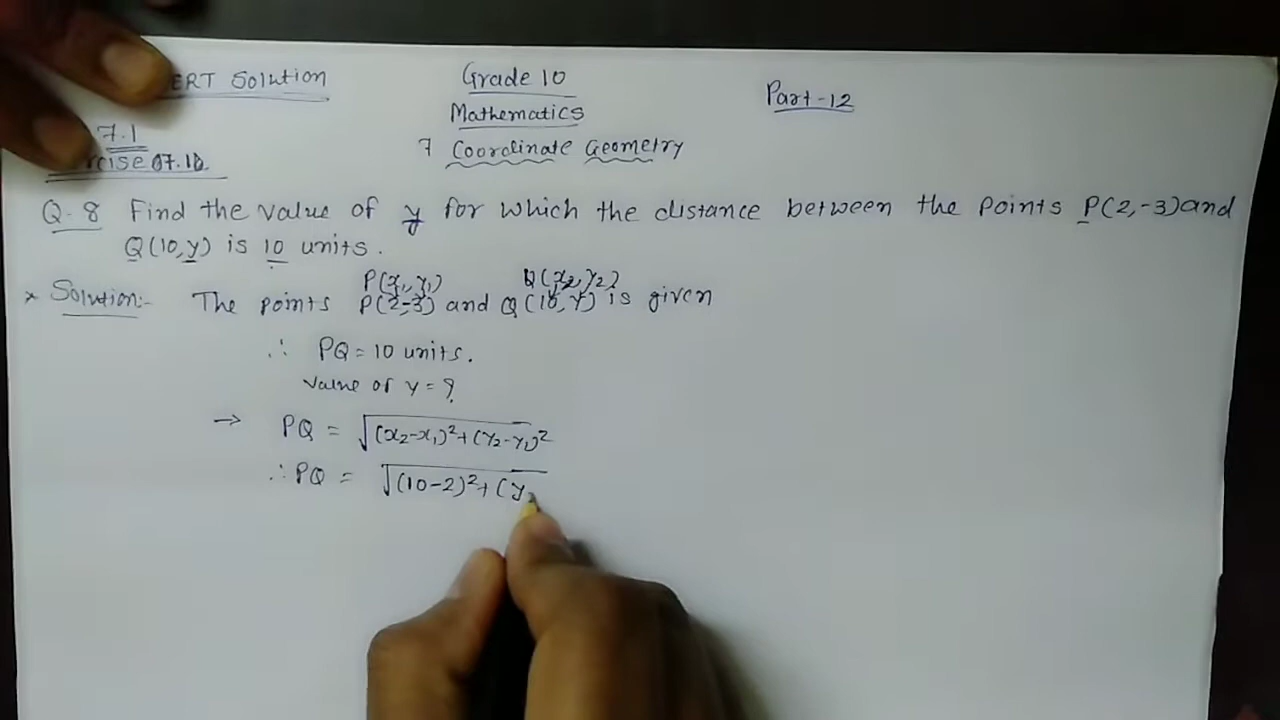 ERT Solution
Grade 10
Mathematics
Part-12
7.1
7 Coordinate Geometry
cise 07.1
Q-8 Find the value of y for which the distance between the points P(2,-3) and
Q(10,y) is 10 units.
P(x₁,y₁) Q(x₂,y₂)
* Solution:- The points P(2-3) and Q(10,Y) is given
∴ PQ = 10 units.
Value of y = ?
→ PQ = √(x₂-x₁)²+(y₂-y₁)²
∴ PQ = √(10-2)²+(y